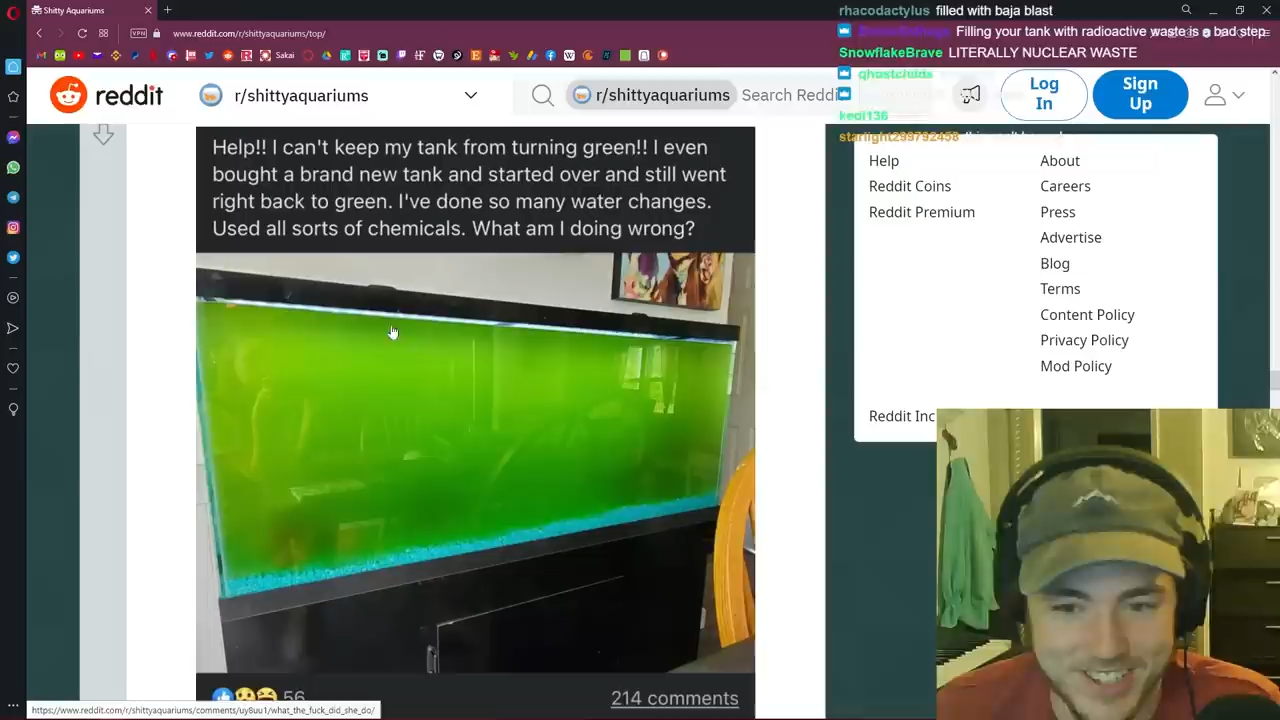 Shitty Aquariums
rhacodactylus filled with baja blast
VPN
www.reddit.com/r/shittyaquariums/top/
Filling your tank with radioactive waste is a bad step
SnowflakeBrave LITERALLY NUCLEAR WASTE
Sakai
reddit
r/shittyaquariums
r/shittyaquariums
Search Reddi
Log In
Sign Up
Help!! I can't keep my tank from turning green!! I even
bought a brand new tank and started over and still went
right back to green. I've done so many water changes.
Used all sorts of chemicals. What am I doing wrong?
Help
About
Reddit Coins
Careers
Reddit Premium
Press
Advertise
Blog
Terms
Content Policy
Privacy Policy
Mod Policy
Reddit Inc
56
214 comments
https://www.reddit.com/r/shittyaquariums/comments/uy8uu1/what_the_fuck_did_she_do/